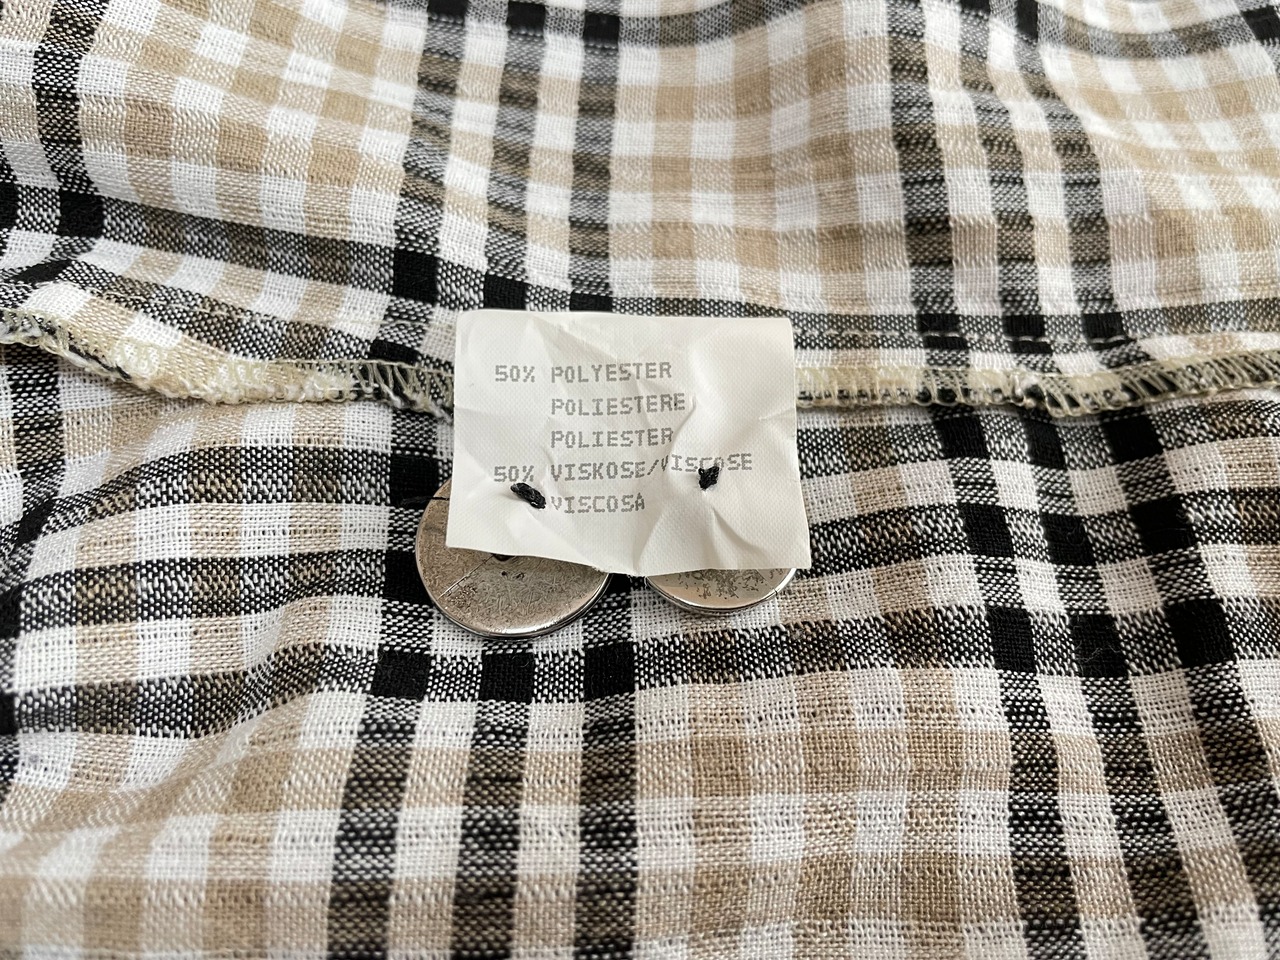 50% POLYESTER
POLIESTERE
POLIESTER
50% VISKOSE/VISCOSE
VISCOSA